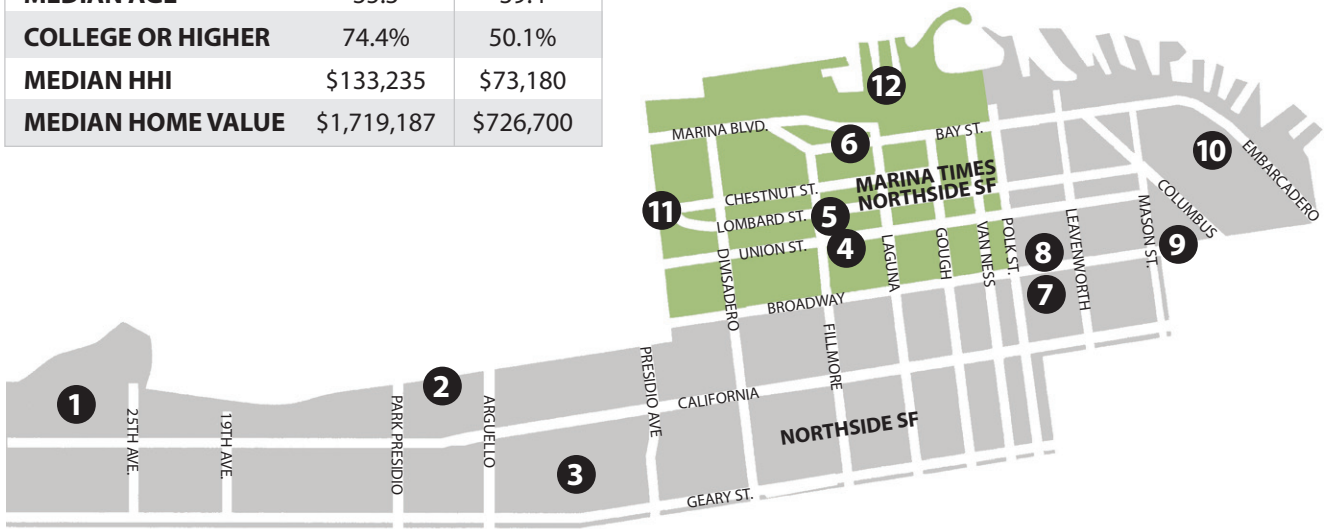 COLLEGE OR HIGHER 74.4% 50.1%
MEDIAN HHI $133,235 $73,180
MEDIAN HOME VALUE $1,719,187 $726,700
12
MARINA BLVD.
6
BAY ST.
10
EMBARCADERO
MARINA TIMES
NORTHSIDE SF
CHESTNUT ST.
11
5
LOMBARD ST.
COLUMBUS
UNION ST.
4
DIVISADERO
LAGUNA
GOUGH
VAN NESS
POLK ST.
8
LEAVENWORTH
MASON ST.
9
7
BROADWAY
FILLMORE
PRESIDIO AVE
2
1
25TH AVE.
19TH AVE.
PARK PRESIDIO
ARGUELLO
CALIFORNIA
NORTHSIDE SF
3
GEARY ST.